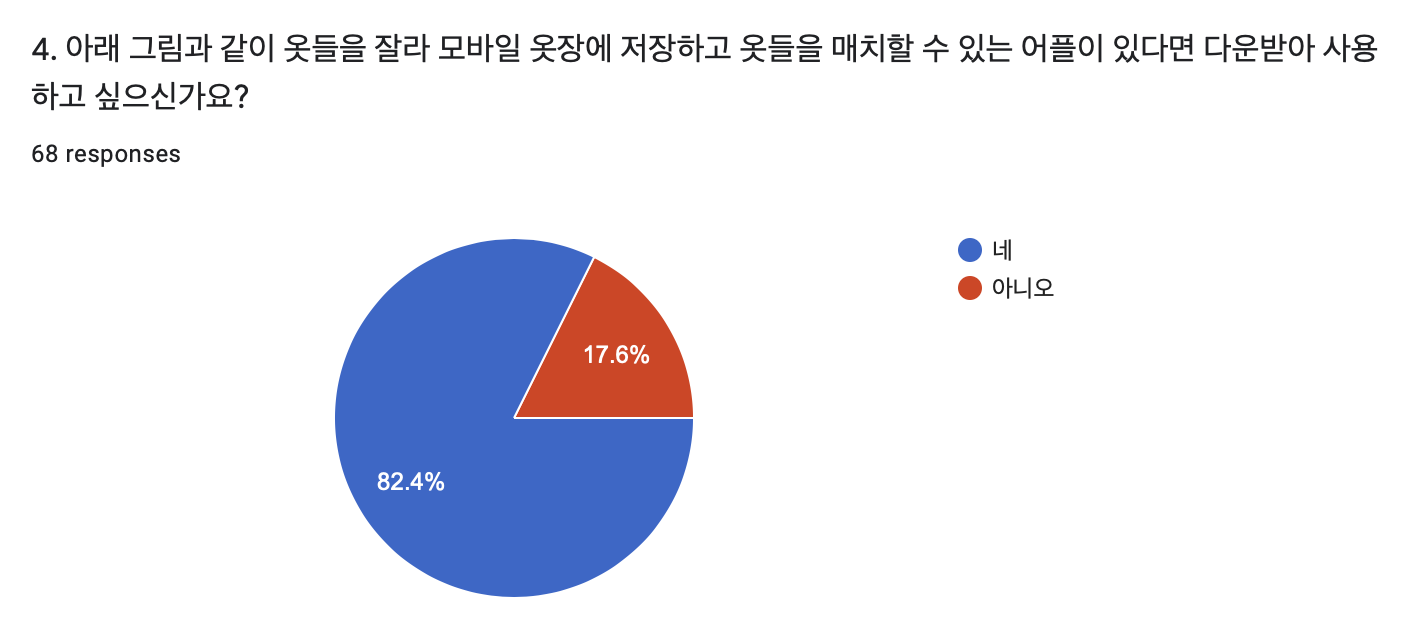 4. 아래 그림과 같이 옷들을 잘라 모바일 옷장에 저장하고 옷들을 매치할 수 있는 어플이 있다면 다운받아 사용
하고 싶으신가요?
68 responses
네
아니오
17.6%
82.4%